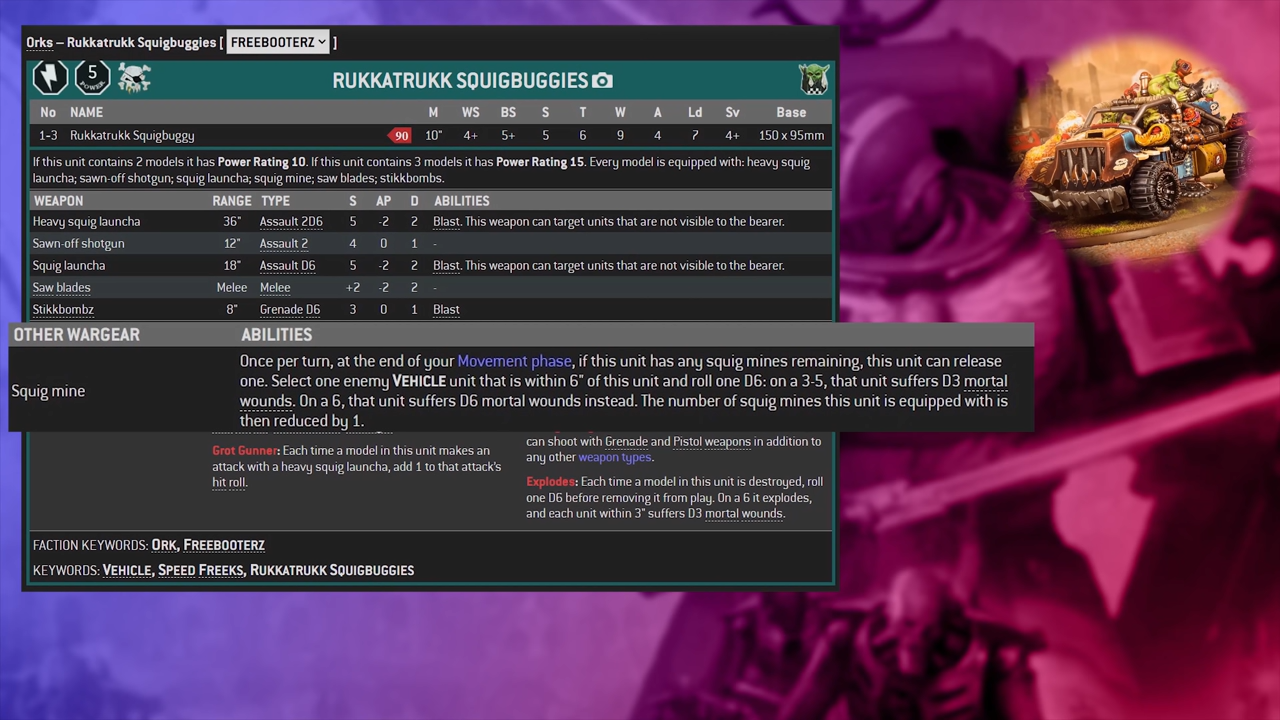 Orks – Rukkatrukk Squigbuggies [ FREEBOOTERZ ]
5
POWER
RUKKATRUKK SQUIGBUGGIES
No NAME M WS BS S T W A Ld Sv Base
1-3 Rukkatrukk Squigbuggy 90 10" 4+ 5+ 5 6 9 4 7 4+ 150 x 95mm
If this unit contains 2 models it has Power Rating 10. If this unit contains 3 models it has Power Rating 15. Every model is equipped with: heavy squig
launcha; sawn-off shotgun; squig launcha; squig mine; saw blades; stikkbombs.
WEAPON RANGE TYPE S AP D ABILITIES
Heavy squig launcha 36" Assault 2D6 5 -2 2 Blast. This weapon can target units that are not visible to the bearer.
Sawn-off shotgun 12" Assault 2 4 0 1 -
Squig launcha 18" Assault D6 5 -2 2 Blast. This weapon can target units that are not visible to the bearer.
Saw blades Melee Melee +2 -2 2 -
Stikkbombz 8" Grenade D6 3 0 1 Blast
OTHER WARGEAR ABILITIES
Squig mine
Once per turn, at the end of your Movement phase, if this unit has any squig mines remaining, this unit can release
one. Select one enemy VEHICLE unit that is within 6" of this unit and roll one D6: on a 3-5, that unit suffers D3 mortal
wounds. On a 6, that unit suffers D6 mortal wounds instead. The number of squig mines this unit is equipped with is
then reduced by 1.
Grot Gunner: Each time a model in this unit makes an
attack with a heavy squig launcha, add 1 to that attack's
hit roll.
can shoot with Grenade and Pistol weapons in addition to
any other weapon types.
Explodes: Each time a model in this unit is destroyed, roll
one D6 before removing it from play. On a 6 it explodes,
and each unit within 3" suffers D3 mortal wounds.
FACTION KEYWORDS: ORK, FREEBOOTERZ
KEYWORDS: VEHICLE, SPEED FREEKS, RUKKATRUKK SQUIGBUGGIES